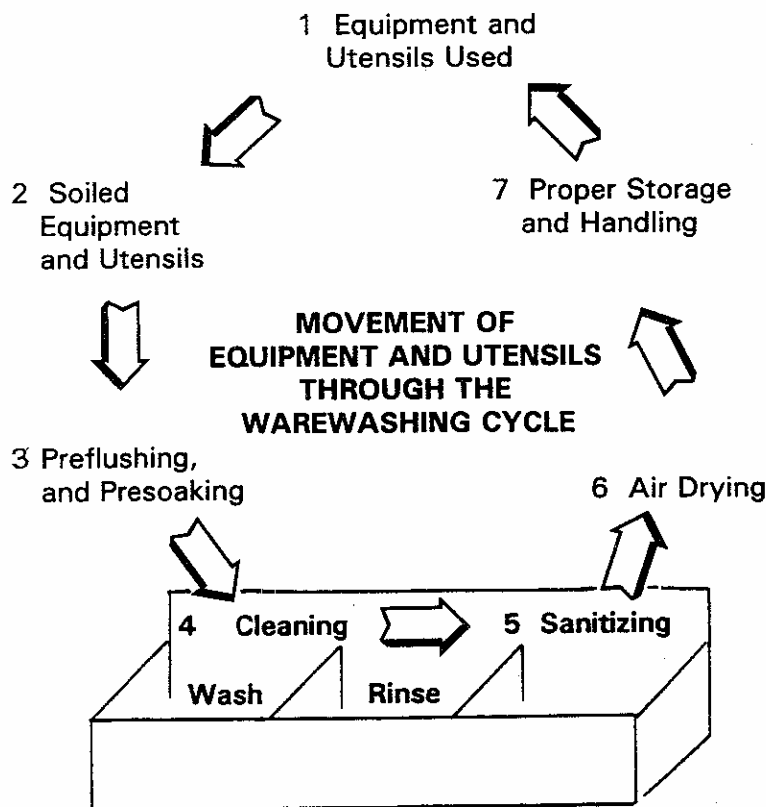 1 Equipment and
Utensils Used
2 Soiled
Equipment
and Utensils
7 Proper Storage
and Handling
MOVEMENT OF
EQUIPMENT AND UTENSILS
THROUGH THE
WAREWASHING CYCLE
3 Preflushing,
and Presoaking
6 Air Drying
4 Cleaning
5 Sanitizing
Wash
Rinse